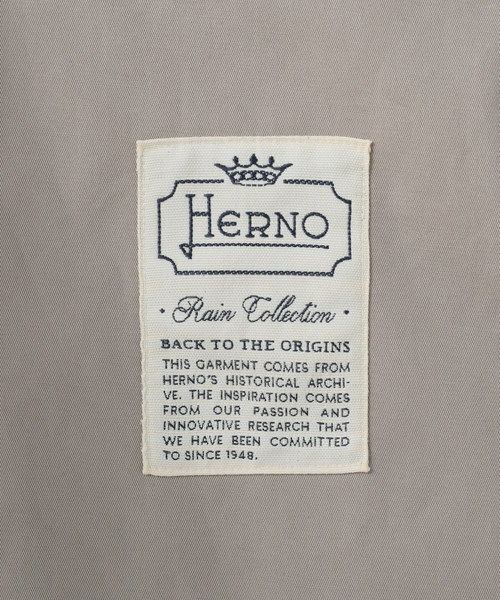 HERNO
• Rain Collection •
BACK TO THE ORIGINS
THIS GARMENT COMES FROM
HERNO'S HISTORICAL ARCHI-
VE. THE INSPIRATION COMES
FROM OUR PASSION AND
INNOVATIVE RESEARCH THAT
WE HAVE BEEN COMMITTED
TO SINCE 1948.